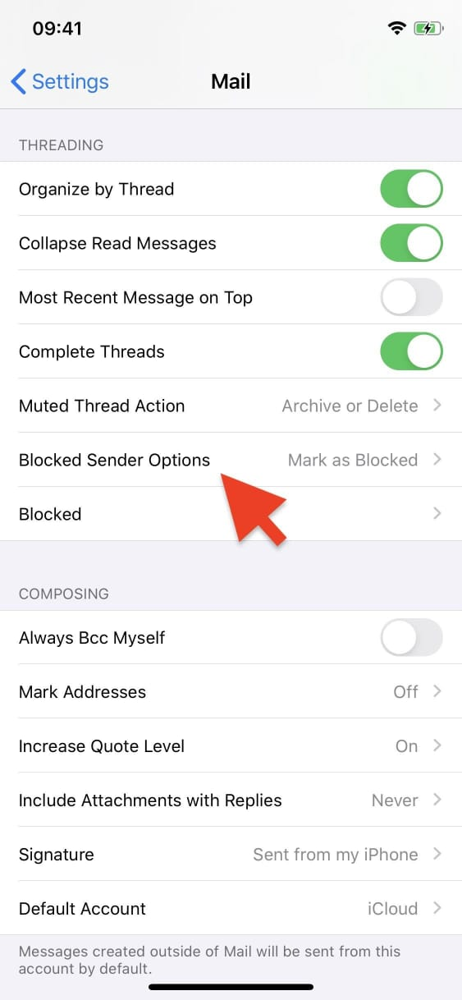 09:41
Settings
Mail
THREADING
Organize by Thread
Collapse Read Messages
Most Recent Message on Top
Complete Threads
Muted Thread Action Archive or Delete
Blocked Sender Options Mark as Blocked
Blocked
COMPOSING
Always Bcc Myself
Mark Addresses Off
Increase Quote Level On
Include Attachments with Replies Never
Signature Sent from my iPhone
Default Account iCloud
Messages created outside of Mail will be sent from this
account by default.